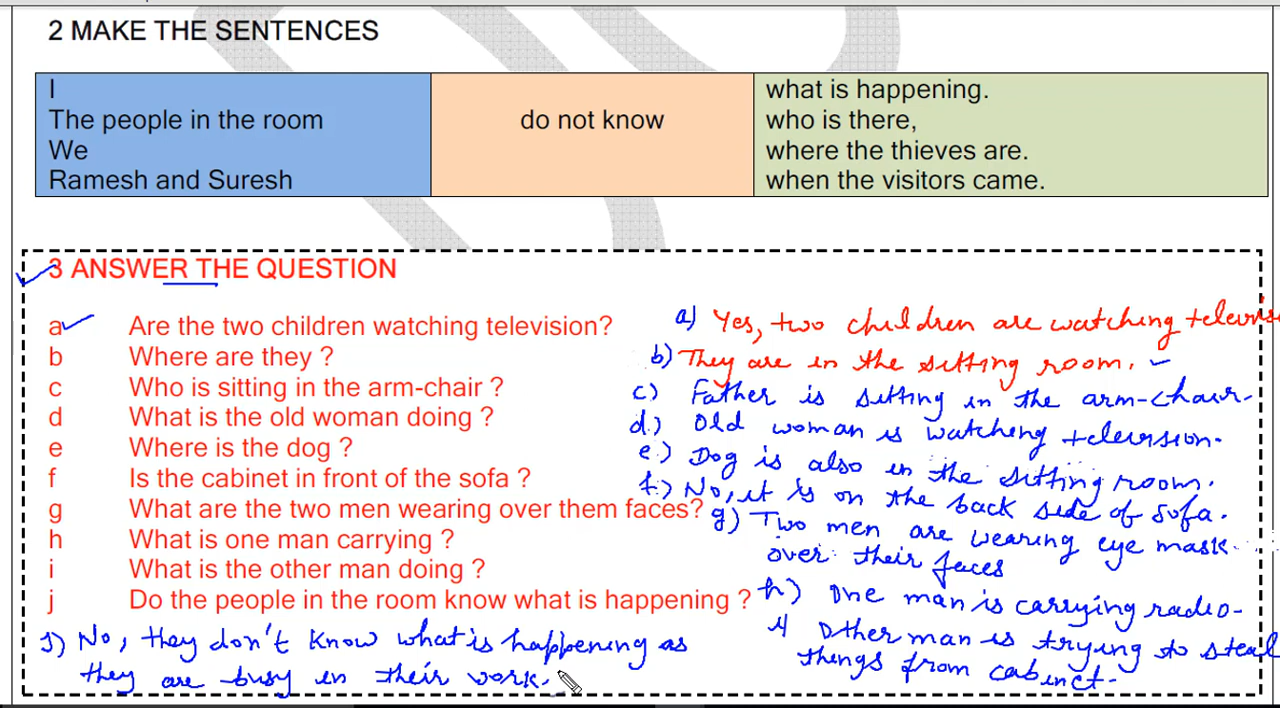 2 MAKE THE SENTENCES
I
The people in the room
We
Ramesh and Suresh
do not know
what is happening.
who is there,
where the thieves are.
when the visitors came.
3 ANSWER THE QUESTION
a Are the two children watching television?
b Where are they ?
c Who is sitting in the arm-chair ?
d What is the old woman doing ?
e Where is the dog ?
f Is the cabinet in front of the sofa ?
g What are the two men wearing over them faces?
h What is one man carrying ?
i What is the other man doing ?
j Do the people in the room know what is happening ?
a) Yes, two children are watching televis
b) They are in the sitting room.
c) Father is sitting in the arm-chair.
d.) Old woman is watching television.
e.) Dog is also in the sitting room.
f.) No, it is on the back side of sofa.
g) Two men are wearing eye mask
over their faces
h) One man is carrying radio.
i) Other man is trying to steal
things from cabinet.
J) No, they don't know what is happening as
they are busy in their work.